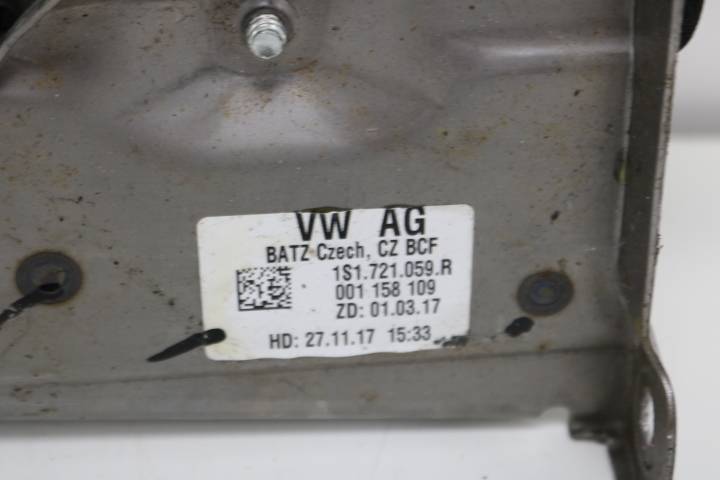 VW AG
BATZ Czech, CZ BCF
1S1.721.059.R
001 158 109
ZD: 01.03.17
HD: 27.11.17 15:33